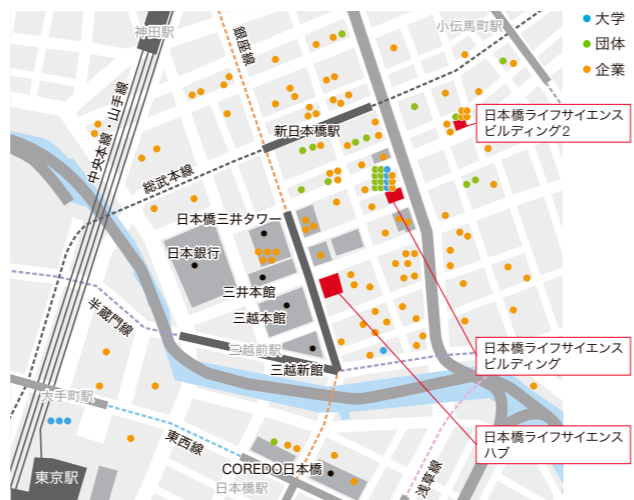 神田駅
銀座線
小伝馬町駅
大学
団体
企業
中央本線・山手線
新日本橋駅
日本橋ライフサイエンス
ビルディング2
総武本線
日本橋三井タワー
日本銀行
三井本館
三越本館
半蔵門線
三越前駅
三越新館
日本橋ライフサイエンス
ビルディング
大手町駅
東西線
日本橋ライフサイエンス
ハブ
COREDO日本橋
東京駅
日本橋駅
浅草線